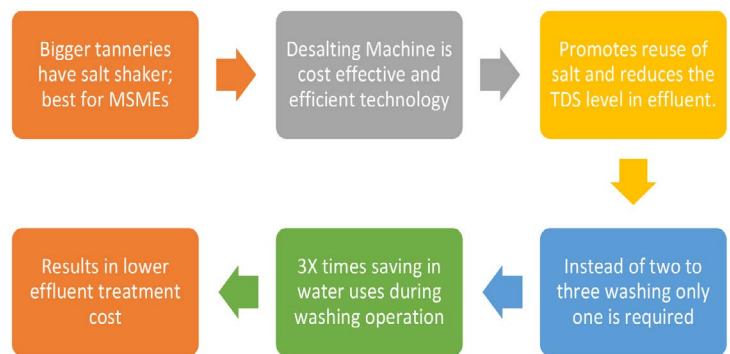 Bigger tanneries
have salt shaker;
best for MSMEs
Desalting Machine is
cost effective and
efficient technology
Promotes reuse of
salt and reduces the
TDS level in effluent.
Instead of two to
three washing only
one is required
3X times saving in
water uses during
washing operation
Results in lower
effluent treatment
cost